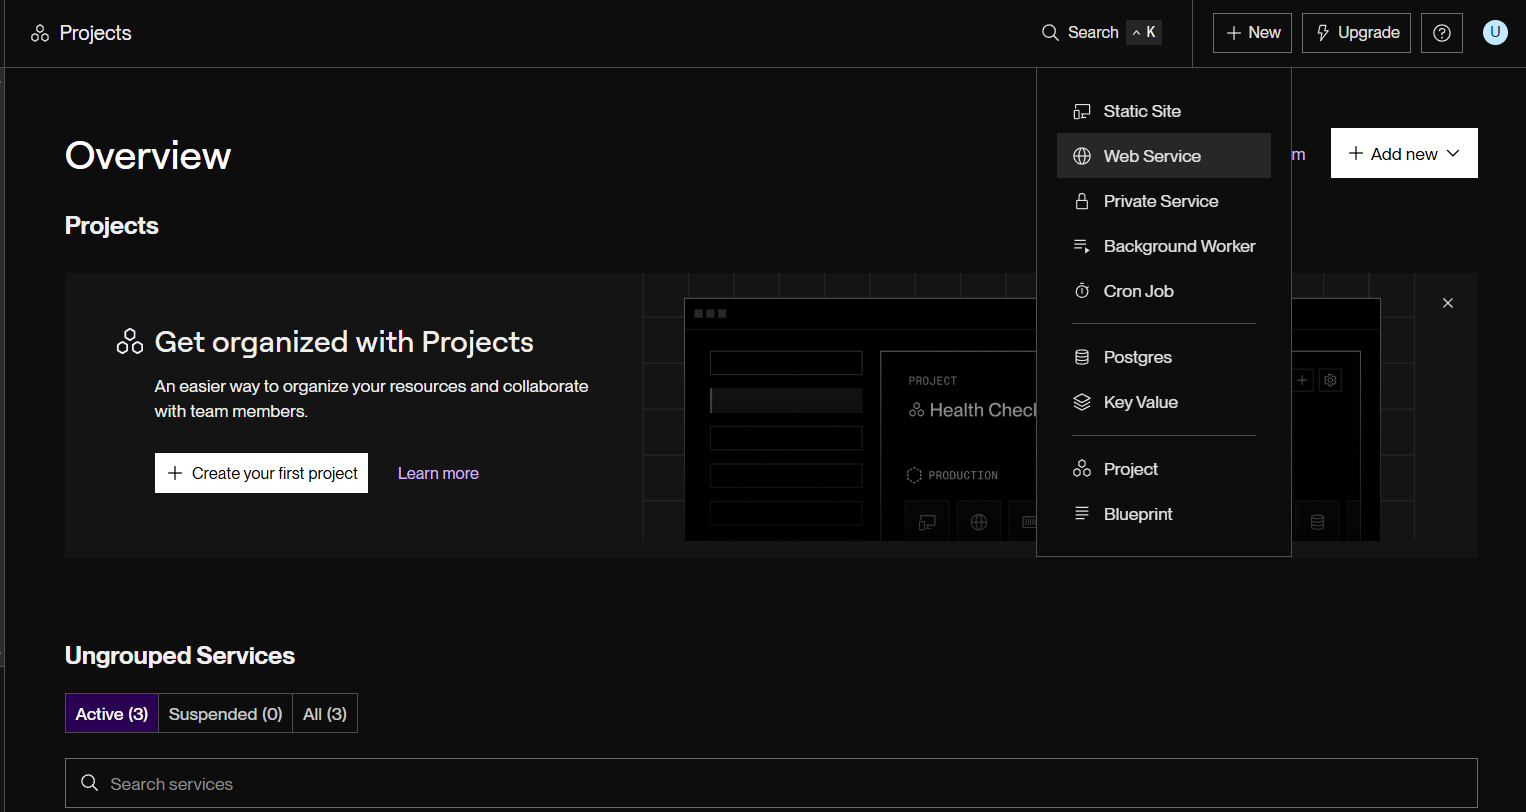 Projects
Search
K
New
Upgrade
U
Static Site
Web Service
Private Service
Background Worker
Cron Job
Postgres
Key Value
Project
Blueprint
Overview
m
Add new
Projects
Get organized with Projects
An easier way to organize your resources and collaborate
with team members.
Create your first project
Learn more
PROJECT
Health Check
PRODUCTION
Ungrouped Services
Active (3)
Suspended (0)
All (3)
Search services